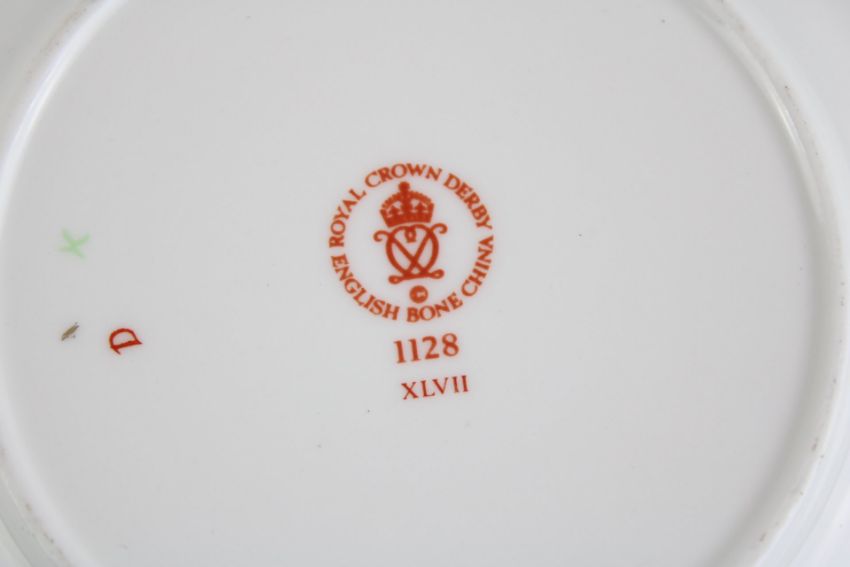 ROYAL CROWN DERBY
ENGLISH BONE CHINA
1128
XLVII
D
X